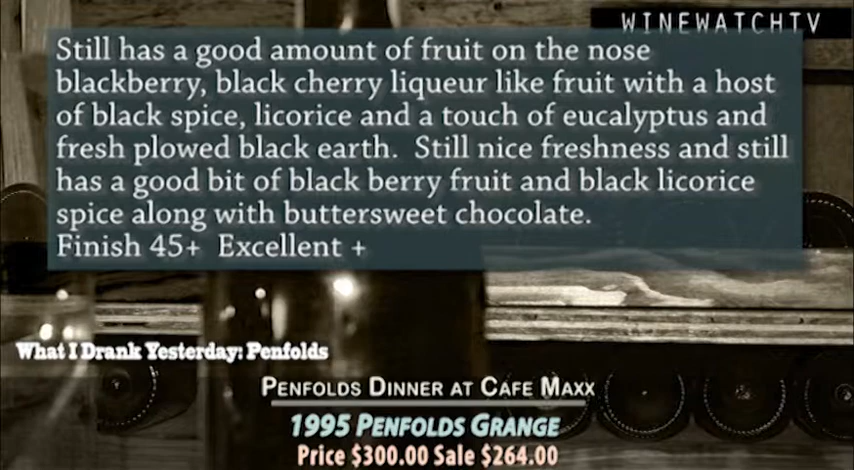 WINEWATCHTV
Still has a good amount of fruit on the nose
blackberry, black cherry liqueur like fruit with a host
of black spice, licorice and a touch of eucalyptus and
fresh plowed black earth.  Still nice freshness and still
has a good bit of black berry fruit and black licorice
spice along with buttersweet chocolate.
Finish 45+  Excellent +
What I Drank Yesterday: Penfolds
PENFOLDS DINNER AT CAFE MAXX
1995 PENFOLDS GRANGE
Price $300.00 Sale $264.00